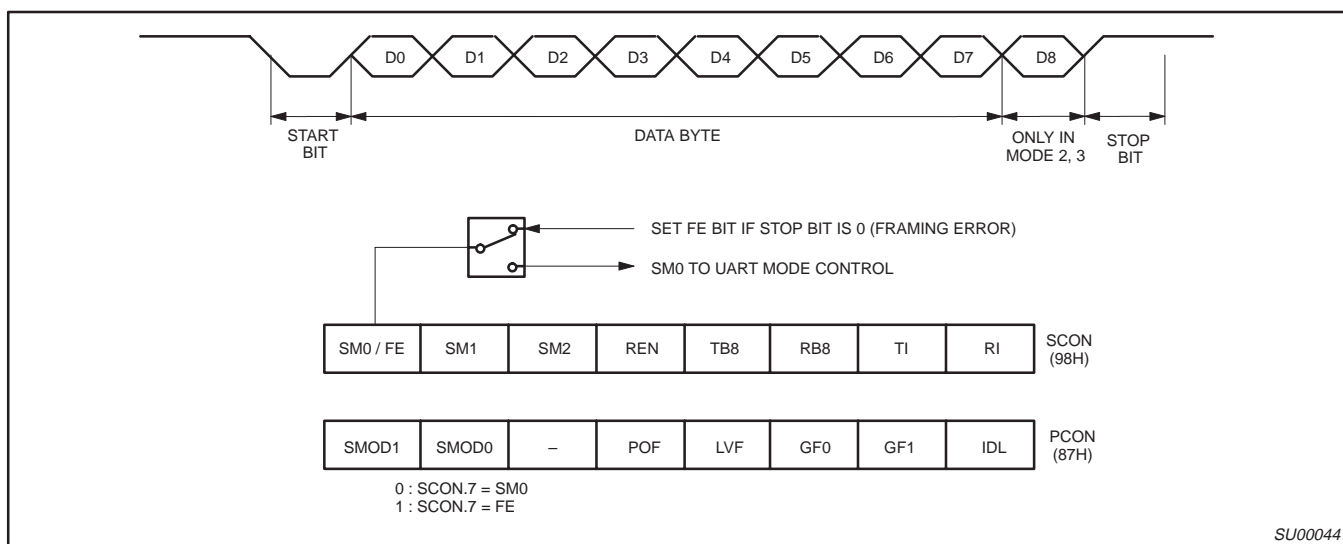 D0 D1 D2 D3 D4 D5 D6 D7 D8
START
BIT
DATA BYTE
ONLY IN
MODE 2, 3
STOP
BIT
SET FE BIT IF STOP BIT IS 0 (FRAMING ERROR)
SM0 TO UART MODE CONTROL
SM0 / FE SM1 SM2 REN TB8 RB8 TI RI
SCON
(98H)
SMOD1 SMOD0 – POF LVF GF0 GF1 IDL
PCON
(87H)
0 : SCON.7 = SM0
1 : SCON.7 = FE
SU00044